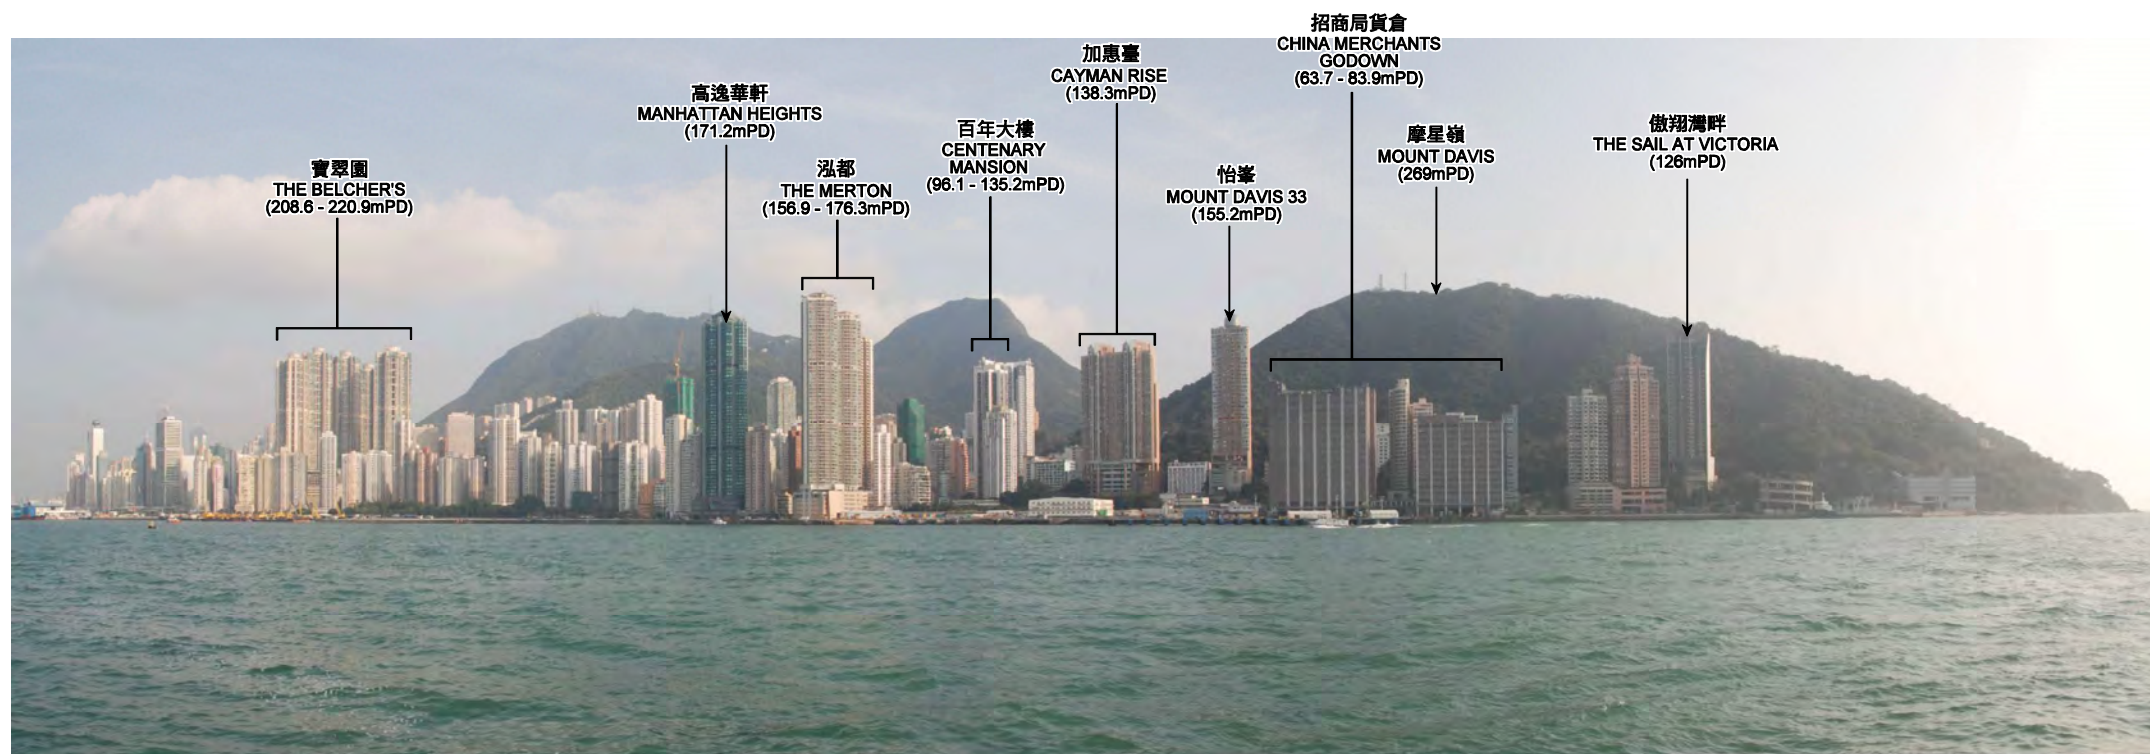 寶翠園
THE BELCHER'S
(208.6 - 220.9mPD)
高逸華軒
MANHATTAN HEIGHTS
(171.2mPD)
泓都
THE MERTON
(156.9 - 176.3mPD)
百年大樓
CENTENARY
MANSION
(96.1 - 135.2mPD)
加惠臺
CAYMAN RISE
(138.3mPD)
怡峯
MOUNT DAVIS 33
(155.2mPD)
招商局貨倉
CHINA MERCHANTS
GODOWN
(63.7 - 83.9mPD)
摩星嶺
MOUNT DAVIS
(269mPD)
傲翔灣畔
THE SAIL AT VICTORIA
(126mPD)